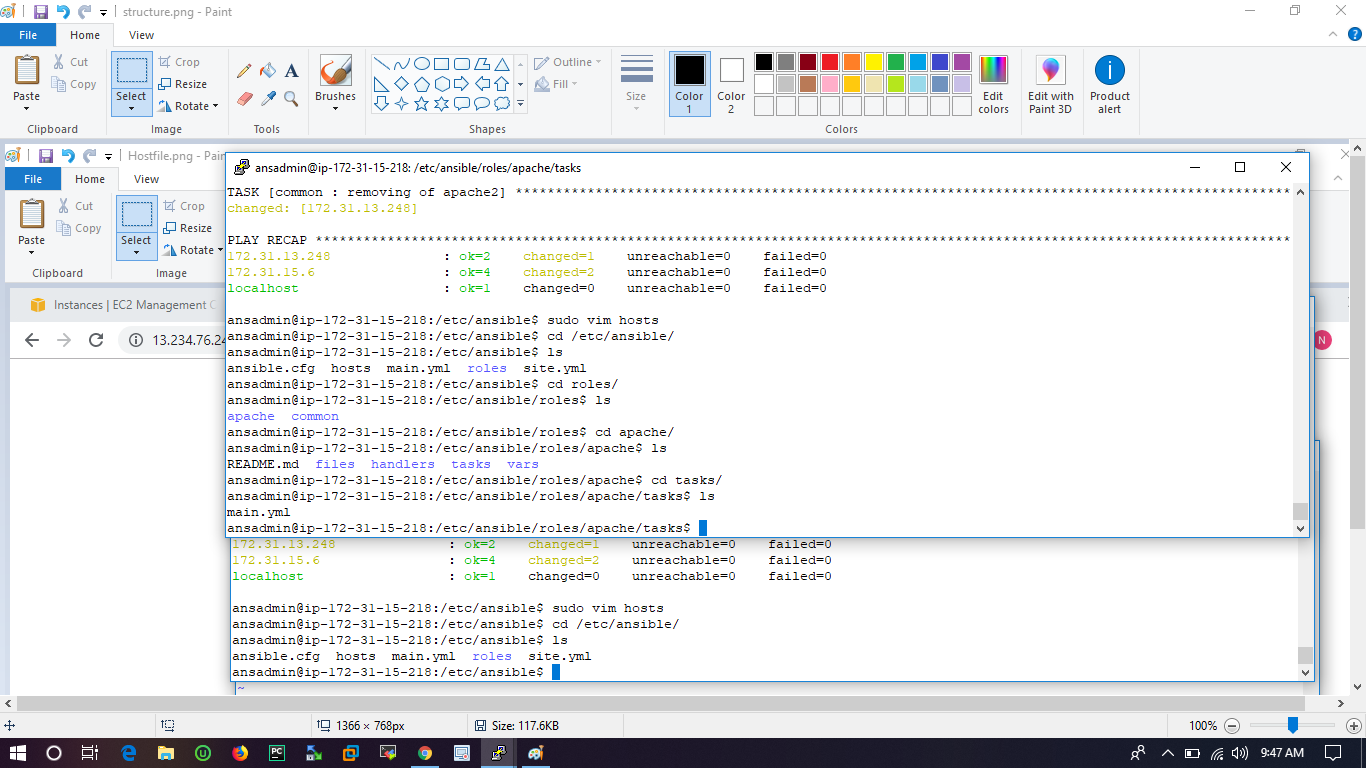 structure.png - Paint
File Home View
Paste
Cut
Copy
Clipboard
Select
Crop
Resize
Rotate
Image
A
Tools
Brushes
Outline
Fill
Shapes
Size
Color 1
Color 2
Edit colors
Colors
Edit with Paint 3D
Product alert
Hostfile.png - Pain
File Home View
Paste
Cut
Copy
Clipboard
Select
Crop
Resize
Rotate
Image
Instances | EC2 Management C
13.234.76.24
N
ansadmin@ip-172-31-15-218: /etc/ansible/roles/apache/tasks
TASK [common : removing of apache2] *************************************************************************************************
changed: [172.31.13.248]
PLAY RECAP **************************************************************************************************************************
172.31.13.248 : ok=2 changed=1 unreachable=0 failed=0
172.31.15.6 : ok=4 changed=2 unreachable=0 failed=0
localhost : ok=1 changed=0 unreachable=0 failed=0
ansadmin@ip-172-31-15-218:/etc/ansible$ sudo vim hosts
ansadmin@ip-172-31-15-218:/etc/ansible$ cd /etc/ansible/
ansadmin@ip-172-31-15-218:/etc/ansible$ ls
ansible.cfg hosts main.yml roles site.yml
ansadmin@ip-172-31-15-218:/etc/ansible$ cd roles/
ansadmin@ip-172-31-15-218:/etc/ansible/roles$ ls
apache common
ansadmin@ip-172-31-15-218:/etc/ansible/roles$ cd apache/
ansadmin@ip-172-31-15-218:/etc/ansible/roles/apache$ ls
README.md files handlers tasks vars
ansadmin@ip-172-31-15-218:/etc/ansible/roles/apache$ cd tasks/
ansadmin@ip-172-31-15-218:/etc/ansible/roles/apache/tasks$ ls
main.yml
ansadmin@ip-172-31-15-218:/etc/ansible/roles/apache/tasks$
172.31.13.248 : ok=2 changed=1 unreachable=0 failed=0
172.31.15.6 : ok=4 changed=2 unreachable=0 failed=0
localhost : ok=1 changed=0 unreachable=0 failed=0
ansadmin@ip-172-31-15-218:/etc/ansible$ sudo vim hosts
ansadmin@ip-172-31-15-218:/etc/ansible$ cd /etc/ansible/
ansadmin@ip-172-31-15-218:/etc/ansible$ ls
ansible.cfg hosts main.yml roles site.yml
ansadmin@ip-172-31-15-218:/etc/ansible$
~
1366 × 768px
Size: 117.6KB
100%
9:47 AM